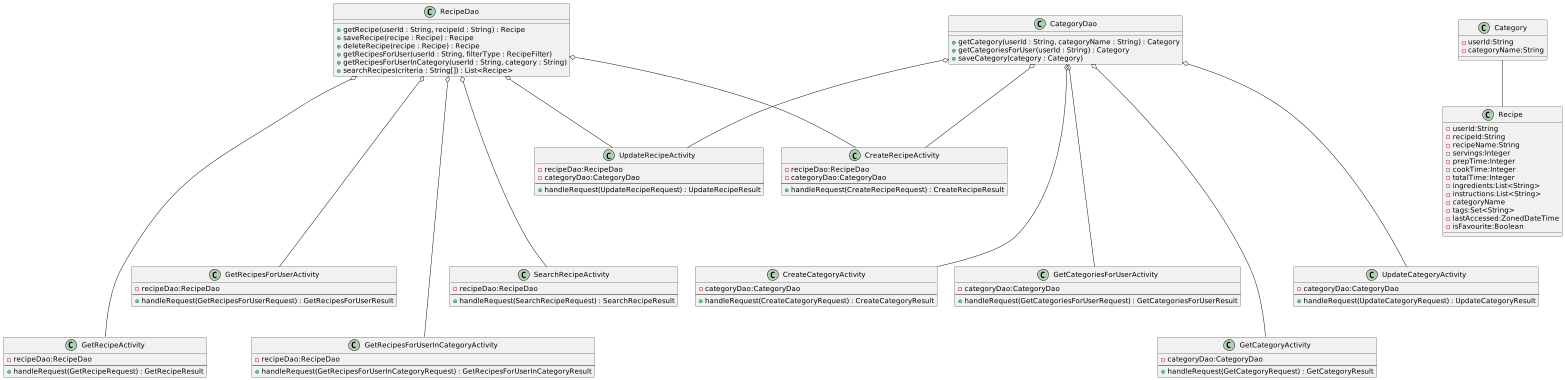 C RecipeDao
getRecipe(userId : String, recipeId : String) : Recipe
saveRecipe(recipe : Recipe) : Recipe
deleteRecipe(recipe : Recipe) : Recipe
getRecipesForUser(userId : String, filterType : RecipeFilter)
getRecipesForUserInCategory(userId : String, category : String)
searchRecipes(criteria : String[]) : List<Recipe>
C CategoryDao
getCategory(userId : String, categoryName : String) : Category
getCategoriesForUser(userId : String) : Category
saveCategory(category : Category)
C Category
userId:String
categoryName:String
C UpdateRecipeActivity
recipeDao:RecipeDao
categoryDao:CategoryDao
handleRequest(UpdateRecipeRequest) : UpdateRecipeResult
C CreateRecipeActivity
recipeDao:RecipeDao
categoryDao:CategoryDao
handleRequest(CreateRecipeRequest) : CreateRecipeResult
C Recipe
userId:String
recipeId:String
recipeName:String
servings:Integer
prepTime:Integer
cookTime:Integer
totalTime:Integer
ingredients:List<String>
instructions:List<String>
categoryName
tags:Set<String>
lastAccessed:ZonedDateTime
isFavourite:Boolean
C GetRecipesForUserActivity
recipeDao:RecipeDao
handleRequest(GetRecipesForUserRequest) : GetRecipesForUserResult
C SearchRecipeActivity
recipeDao:RecipeDao
handleRequest(SearchRecipeRequest) : SearchRecipeResult
C CreateCategoryActivity
categoryDao:CategoryDao
handleRequest(CreateCategoryRequest) : CreateCategoryResult
C GetCategoriesForUserActivity
categoryDao:CategoryDao
handleRequest(GetCategoriesForUserRequest) : GetCategoriesForUserResult
C UpdateCategoryActivity
categoryDao:CategoryDao
handleRequest(UpdateCategoryRequest) : UpdateCategoryResult
C GetRecipeActivity
recipeDao:RecipeDao
handleRequest(GetRecipeRequest) : GetRecipeResult
C GetRecipesForUserInCategoryActivity
recipeDao:RecipeDao
handleRequest(GetRecipesForUserInCategoryRequest) : GetRecipesForUserInCategoryResult
C GetCategoryActivity
categoryDao:CategoryDao
handleRequest(GetCategoryRequest) : GetCategoryResult